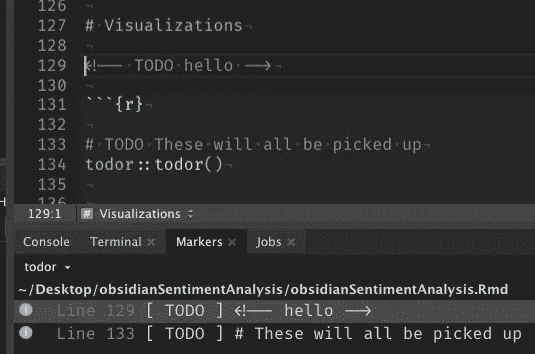 126
127 # Visualizations
128
129 <!-- TODO hello -->
130
131 ```{r}
132
133 # TODO These will all be picked up
134 todor::todor()
135
136
129:1 # Visualizations
Console Terminal × Markers × Jobs ×
todor
~/Desktop/obsidianSentimentAnalysis/obsidianSentimentAnalysis.Rmd
Line 129 [ TODO ] <!-- hello -->
Line 133 [ TODO ] # These will all be picked up